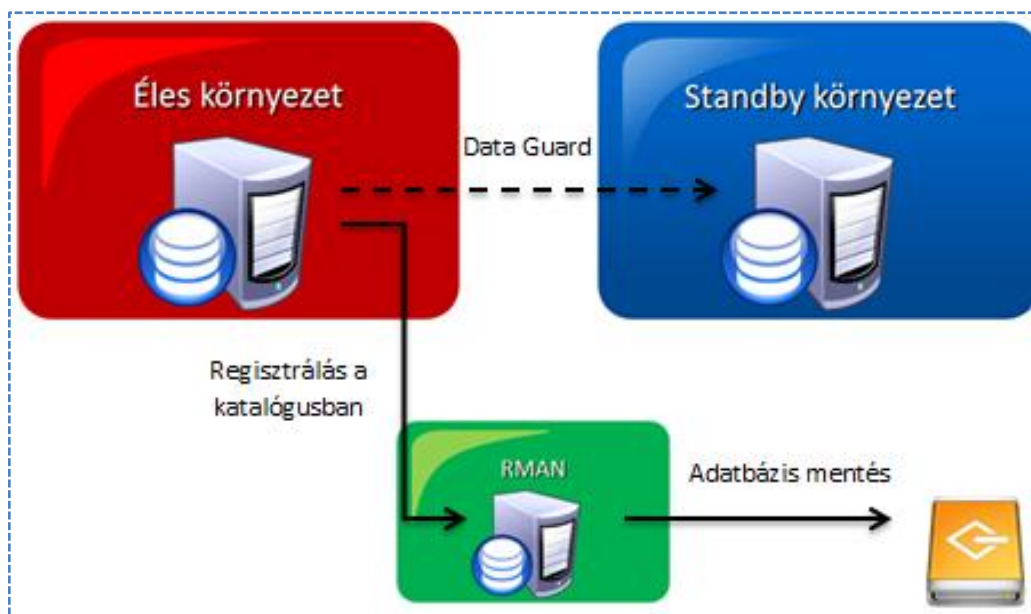 Éles környezet
Standby környezet
Data Guard
Regisztrálás a
katalógusban
RMAN
Adatbázis mentés